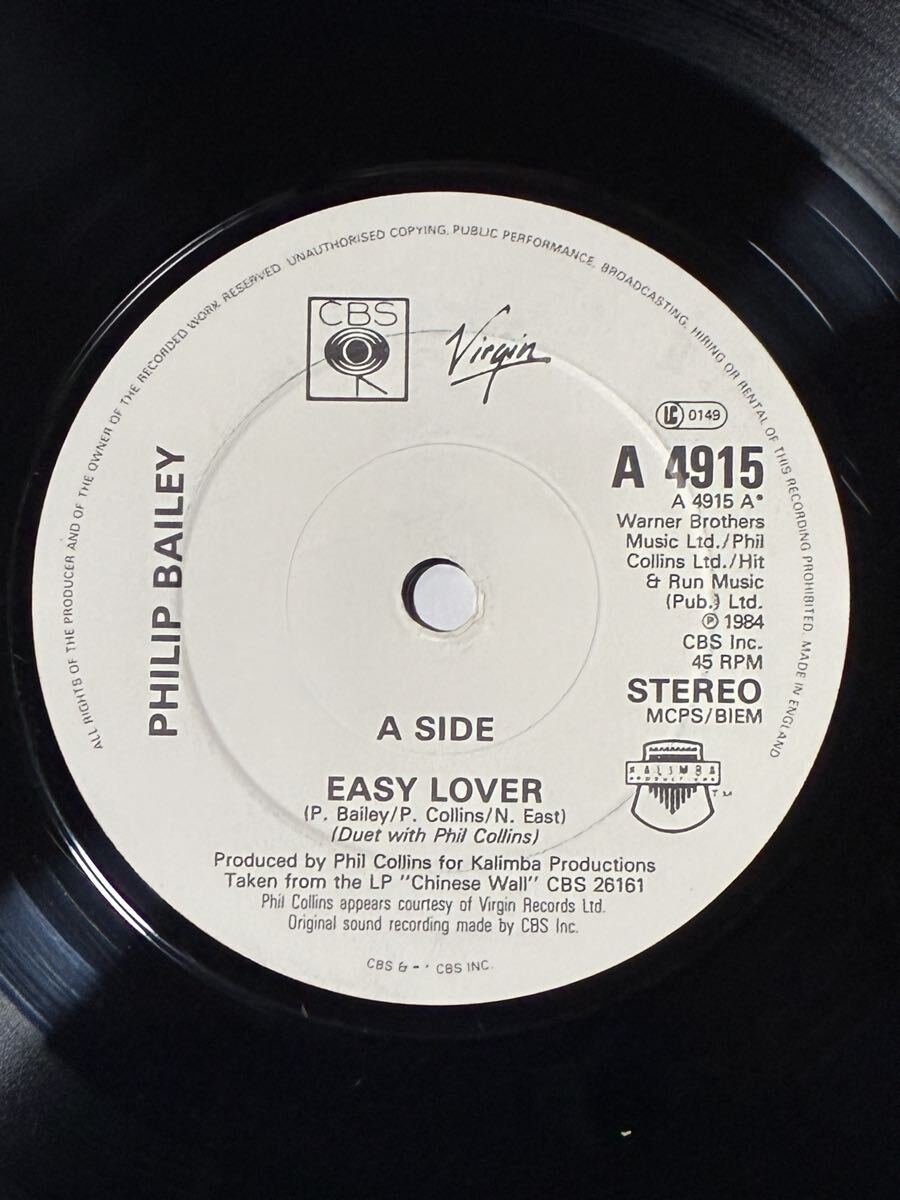 ALL RIGHTS OF THE PRODUCER AND OF THE OWNER OF THE RECORDED WORK RESERVED UNAUTHORISED COPYING, PUBLIC PERFORMANCE, BROADCASTING, HIRING OR RENTAL OF THIS RECORDING PROHIBITED. MADE IN ENGLAND
CBS
Virgin
LC 0149
A 4915
A 4915 A*
Warner Brothers
Music Ltd./Phil
Collins Ltd./Hit
& Run Music
(Pub.) Ltd.
℗ 1984
CBS Inc.
45 RPM
STEREO
MCPS/BIEM
KALIMBA
PRODUCTIONS
TM
PHILIP BAILEY
A SIDE
EASY LOVER
(P. Bailey/P. Collins/N. East)
(Duet with Phil Collins)
Produced by Phil Collins for Kalimba Productions
Taken from the LP "Chinese Wall" CBS 26161
Phil Collins appears courtesy of Virgin Records Ltd.
Original sound recording made by CBS Inc.
CBS & CBS INC.